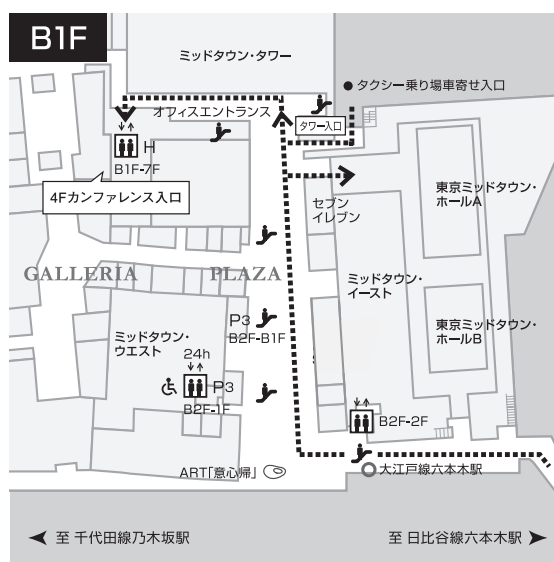 B1F
ミッドタウン・タワー
● タクシー乗り場車寄せ入口
オフィスエントランス
タワー入口
H
B1F-7F
4Fカンファレンス入口
セブン
イレブン
東京ミッドタウン・
ホールA
GALLERIA
PLAZA
ミッドタウン・
イースト
P3
B2F-B1F
ミッドタウン・
ウエスト
東京ミッドタウン・
ホールB
24h
P3
B2F-1F
B2F-2F
ART「意心帰」
大江戸線六本木駅
至 千代田線乃木坂駅
至 日比谷線六本木駅